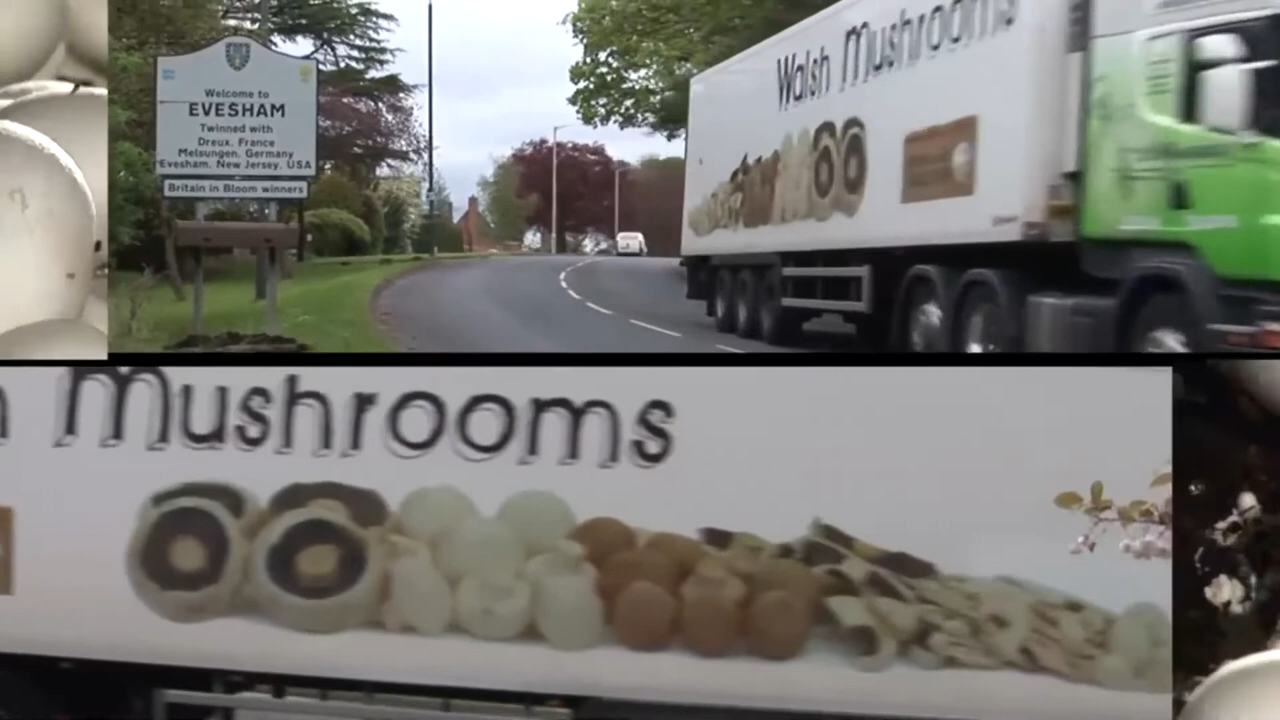 Welcome to
EVESHAM
Twinned with
Dreux. France
Melsungen. Germany
Evesham. New Jersey. USA
Britain in Bloom winners
Walsh Mushrooms
Mushrooms